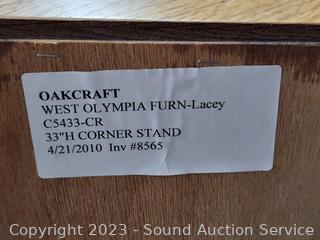 OAKCRAFT
WEST OLYMPIA FURN-Lacey
C5433-CR
33"H CORNER STAND
4/21/2010 Inv #8565
Copyright 2023 - Sound Auction Service